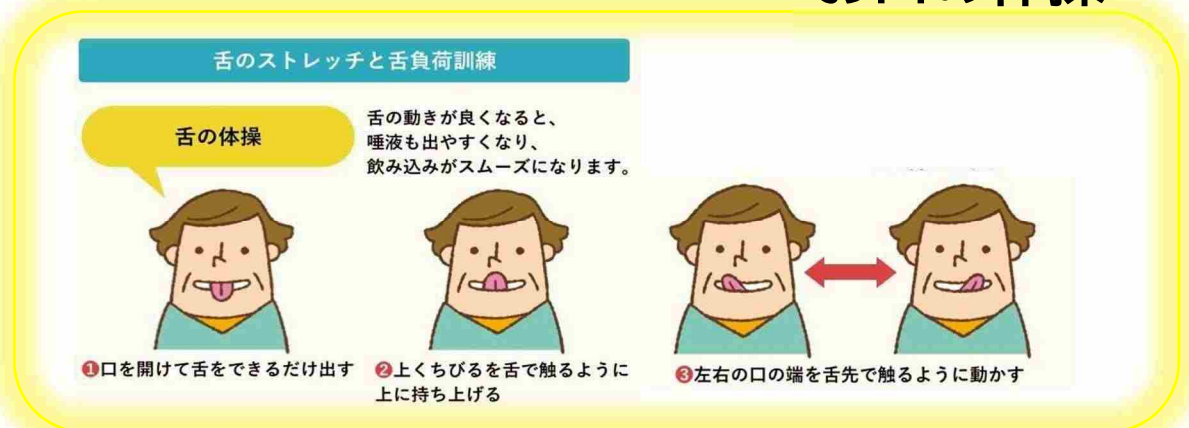 舌のストレッチと舌負荷訓練
舌の体操
舌の動きが良くなると、
唾液も出やすくなり、
飲み込みがスムーズになります。
❶口を開けて舌をできるだけ出す
❷上くちびるを舌で触るように
上に持ち上げる
❸左右の口の端を舌先で触るように動かす